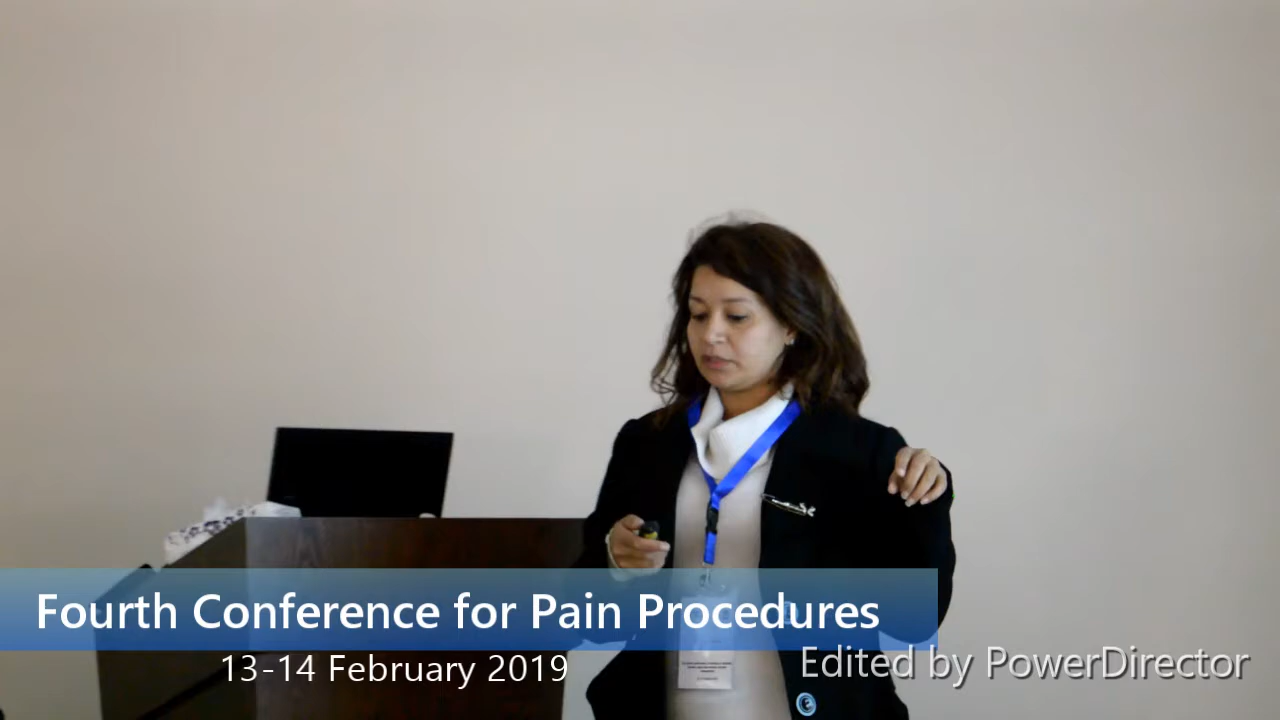 Fourth Conference for Pain Procedures
13-14 February 2019
Edited by PowerDirector